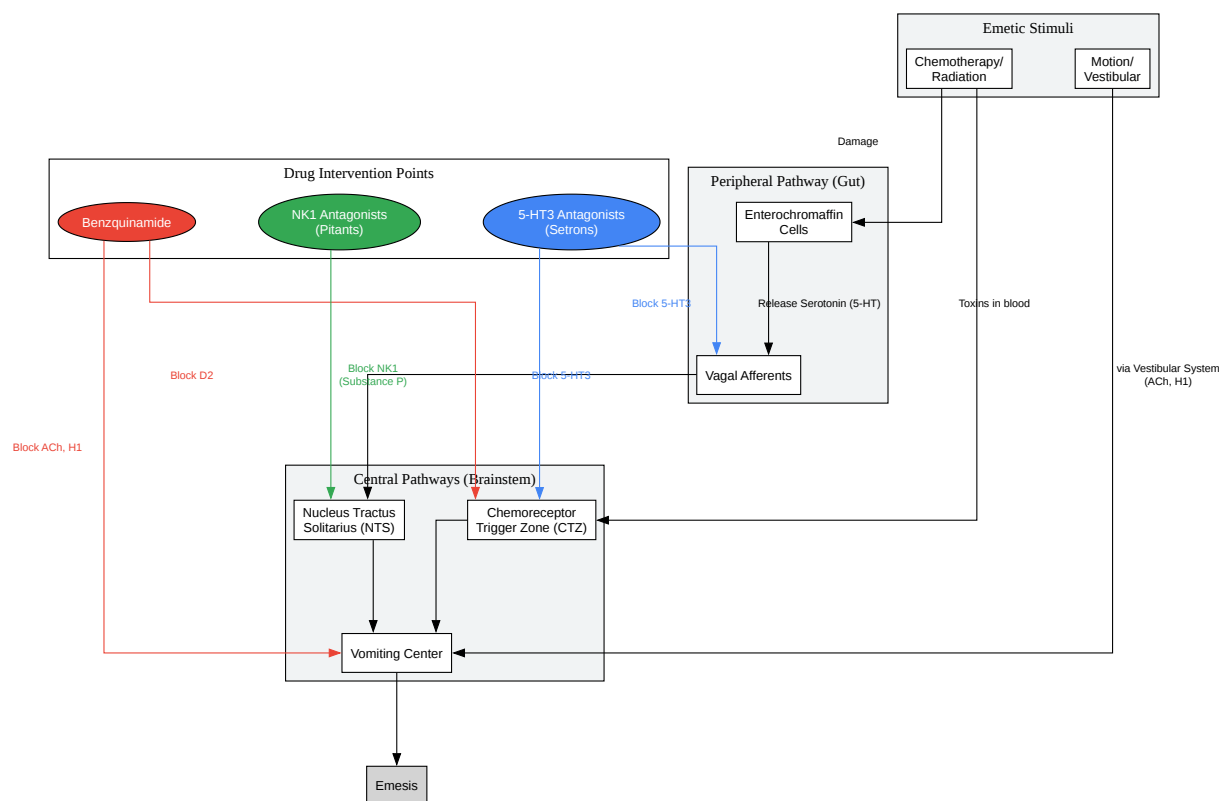 Emetic Stimuli
Chemotherapy/
Radiation
Motion/
Vestibular
Damage
Drug Intervention Points
Benzquinamide
NK1 Antagonists
(Pitants)
5-HT3 Antagonists
(Setrons)
Peripheral Pathway (Gut)
Enterochromaffin
Cells
Block 5-HT3
Release Serotonin (5-HT)
Toxins in blood
Block D2
Block NK1
(Substance P)
Block 5-HT3
Vagal Afferents
via Vestibular System
(ACh, H1)
Block ACh, H1
Central Pathways (Brainstem)
Nucleus Tractus
Solitarius (NTS)
Chemoreceptor
Trigger Zone (CTZ)
Vomiting Center
Emesis